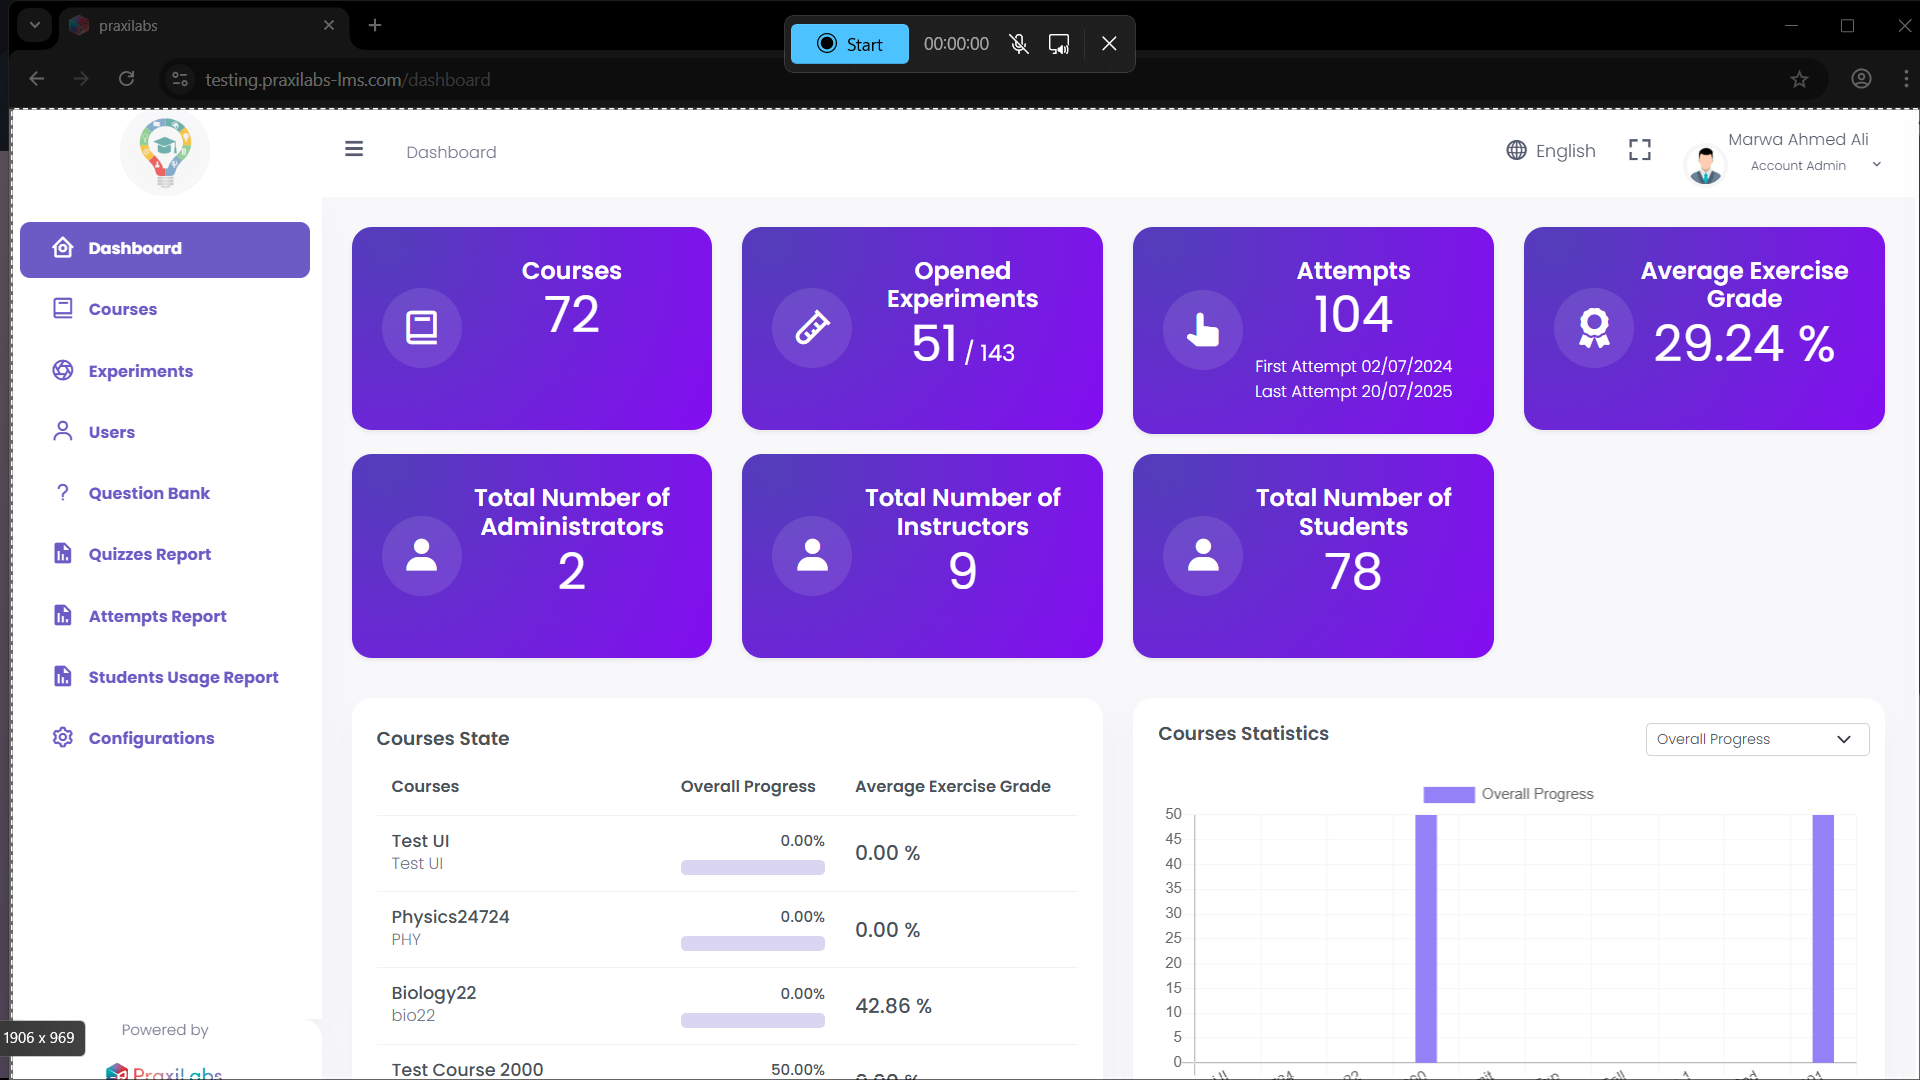 praxilabs
Start
00:00:00
testing.praxilabs-lms.com/dashboard
Dashboard
English
Marwa Ahmed Ali
Account Admin
Dashboard
Courses
Experiments
Users
Question Bank
Quizzes Report
Attempts Report
Students Usage Report
Configurations
Powered by
PraxiLabs
1906 x 969
Courses
72
Opened
Experiments
51 / 143
Attempts
104
First Attempt 02/07/2024
Last Attempt 20/07/2025
Average Exercise
Grade
29.24 %
Total Number of
Administrators
2
Total Number of
Instructors
9
Total Number of
Students
78
Courses State
Courses Overall Progress Average Exercise Grade
Test UI 0.00% 0.00 %
Test UI
Physics24724 0.00% 0.00 %
PHY
Biology22 0.00% 42.86 %
bio22
Test Course 2000 50.00%
Courses Statistics
Overall Progress
Overall Progress
50
45
40
35
30
25
20
15
10
5
0